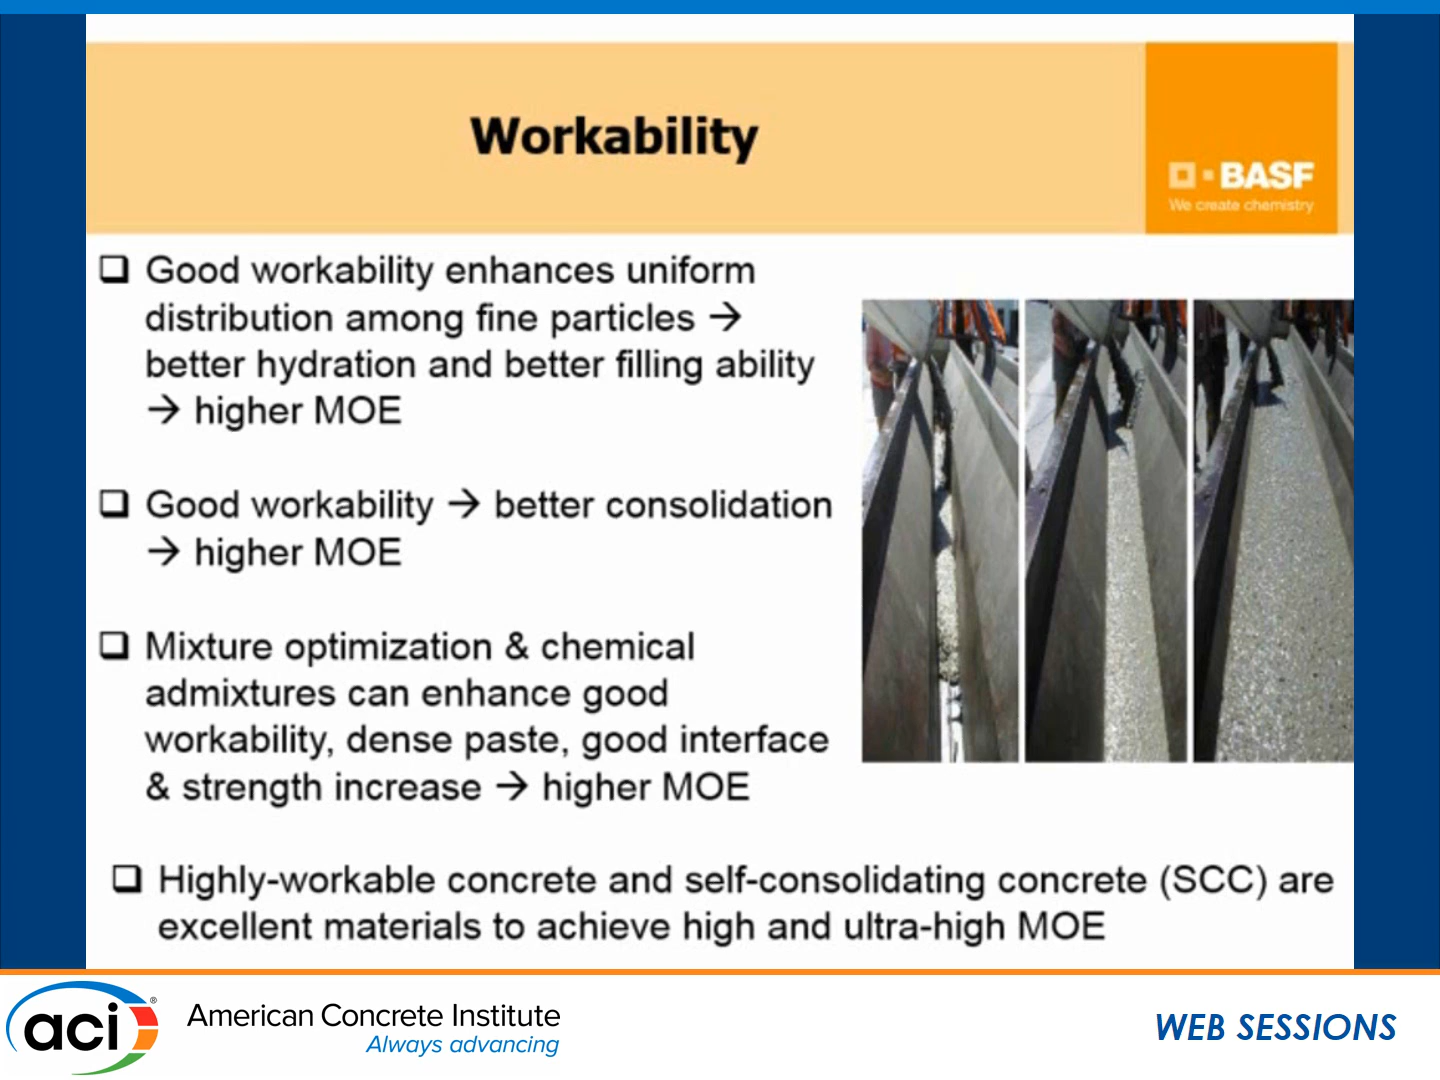 Workability
BASF
We create chemistry
❑ Good workability enhances uniform
distribution among fine particles →
better hydration and better filling ability
→ higher MOE
❑ Good workability → better consolidation
→ higher MOE
❑ Mixture optimization & chemical
admixtures can enhance good
workability, dense paste, good interface
& strength increase → higher MOE
❑ Highly-workable concrete and self-consolidating concrete (SCC) are
excellent materials to achieve high and ultra-high MOE
aci®
American Concrete Institute
Always advancing
WEB SESSIONS